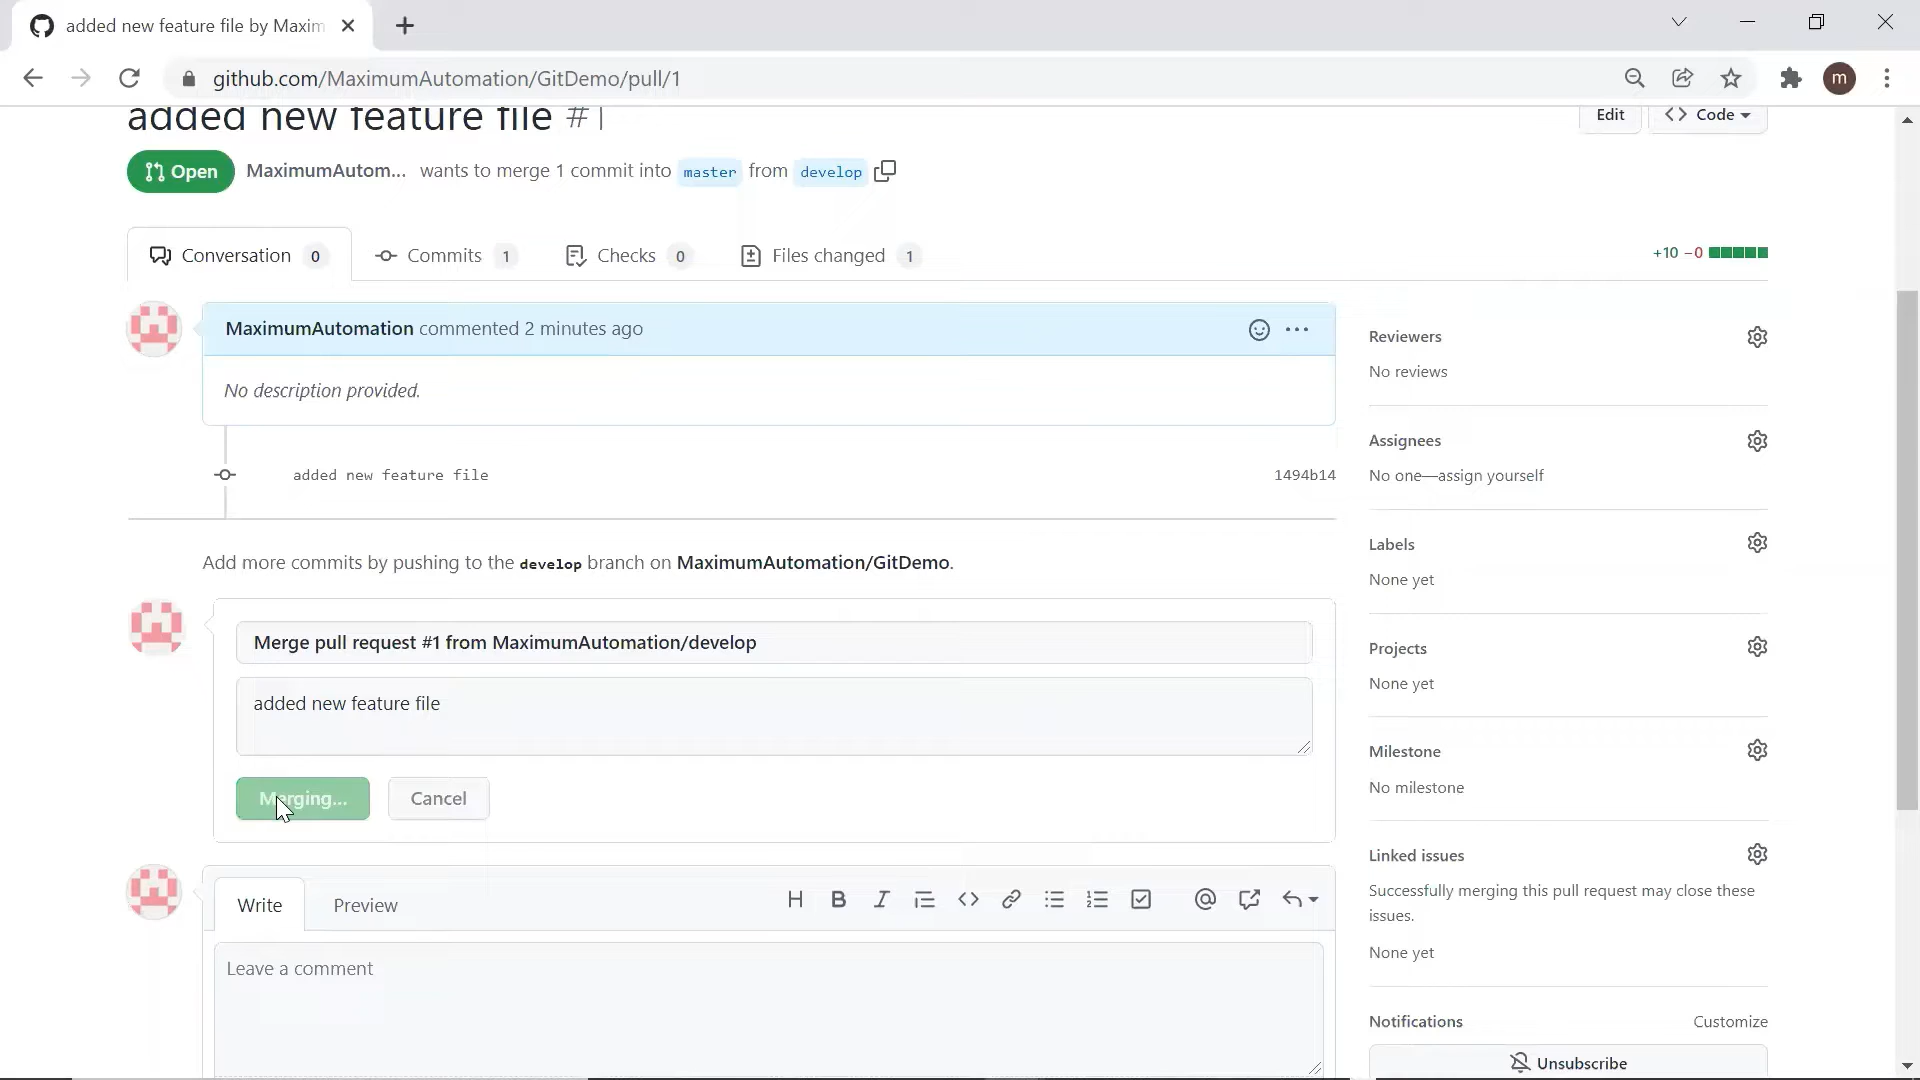 added new feature file by Maxim
github.com/MaximumAutomation/GitDemo/pull/1
m
added new feature file #1
Edit
<> Code
Open
MaximumAutom... wants to merge 1 commit into master from develop
Conversation 0
Commits 1
Checks 0
Files changed 1
+10 −0
MaximumAutomation commented 2 minutes ago
No description provided.
added new feature file
1494b14
Add more commits by pushing to the develop branch on MaximumAutomation/GitDemo.
Merge pull request #1 from MaximumAutomation/develop
added new feature file
Merging...
Cancel
Write
Preview
Leave a comment
Reviewers
No reviews
Assignees
No one—assign yourself
Labels
None yet
Projects
None yet
Milestone
No milestone
Linked issues
Successfully merging this pull request may close these
issues.
None yet
Notifications
Customize
Unsubscribe